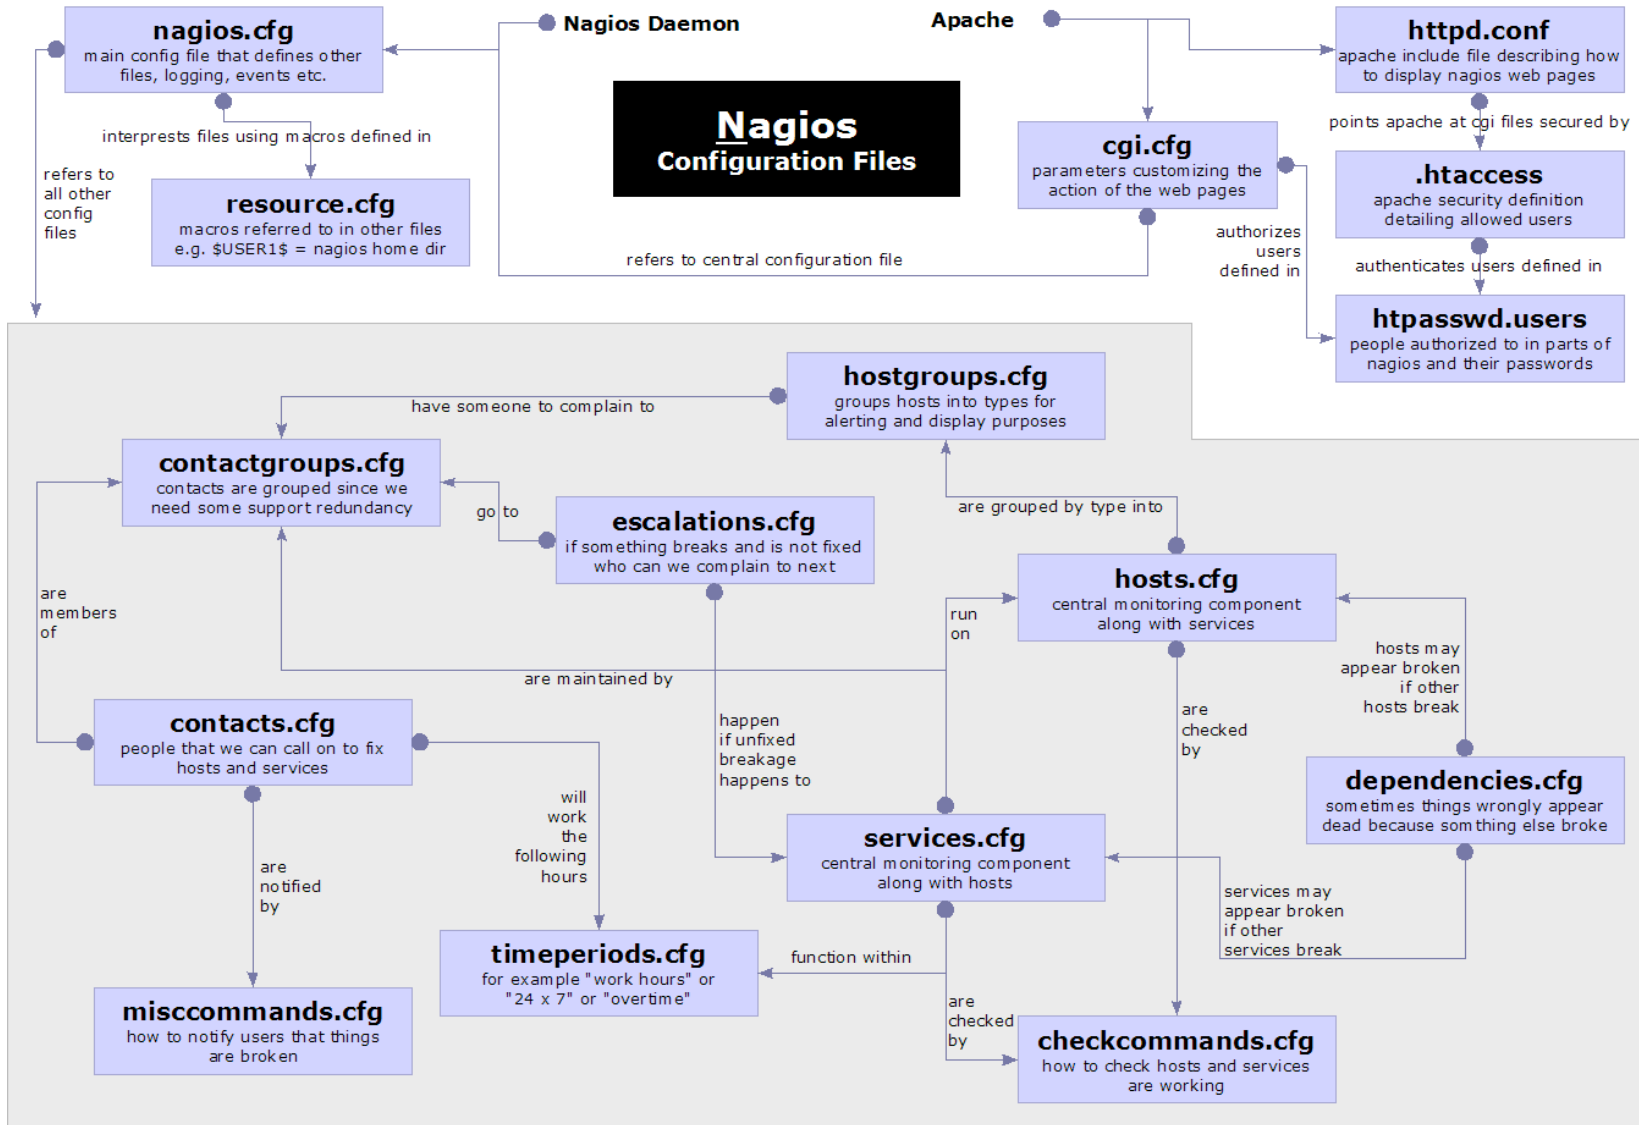 nagios.cfg
main config file that defines other
files, logging, events etc.
Nagios Daemon
Apache
httpd.conf
apache include file describing how
to display nagios web pages
interprests files using macros defined in
Nagios
Configuration Files
cgi.cfg
parameters customizing the
action of the web pages
points apache at cgi files secured by
refers to
all other
config
files
resource.cfg
macros referred to in other files
e.g. $USER1$ = nagios home dir
.htaccess
apache security definition
detailing allowed users
refers to central configuration file
authorizes
users
defined in
authenticates users defined in
htpasswd.users
people authorized to in parts of
nagios and their passwords
hostgroups.cfg
groups hosts into types for
alerting and display purposes
have someone to complain to
contactgroups.cfg
contacts are grouped since we
need some support redundancy
go to
escalations.cfg
if something breaks and is not fixed
who can we complain to next
are grouped by type into
hosts.cfg
central monitoring component
along with services
are
members
of
run
on
are maintained by
hosts may
appear broken
if other
hosts break
contacts.cfg
people that we can call on to fix
hosts and services
happen
if unfixed
breakage
happens to
are
checked
by
dependencies.cfg
sometimes things wrongly appear
dead because somthing else broke
will
work
the
following
hours
services.cfg
central monitoring component
along with hosts
are
notified
by
services may
appear broken
if other
services break
timeperiods.cfg
for example "work hours" or
"24 x 7" or "overtime"
function within
misccommands.cfg
how to notify users that things
are broken
are
checked
by
checkcommands.cfg
how to check hosts and services
are working